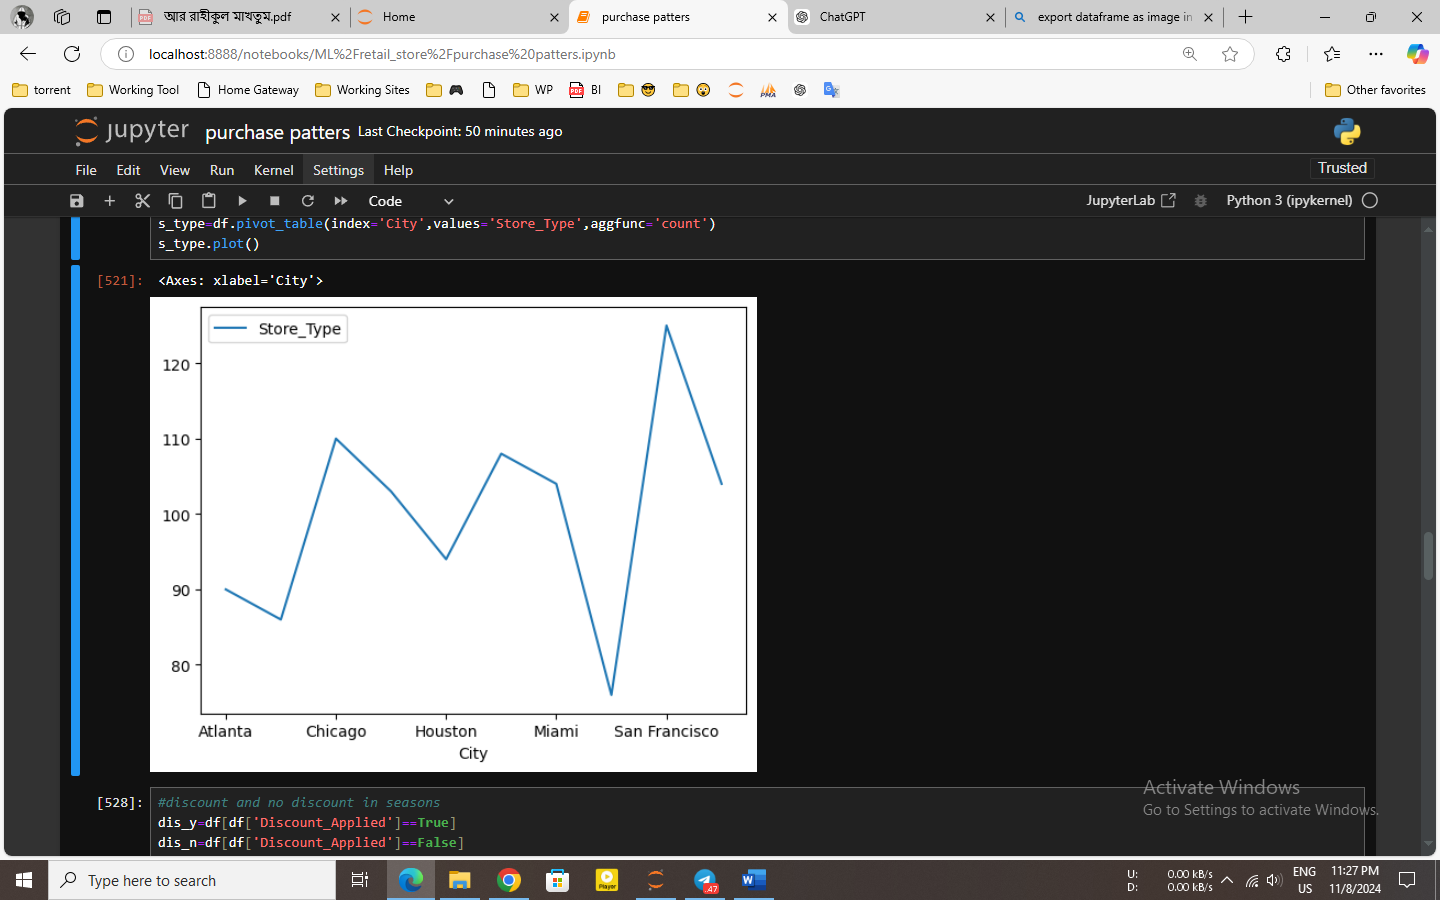 আর রাহীকুল মাখতুম.pdf
Home
purchase patters
ChatGPT
export dataframe as image in
localhost:8888/notebooks/ML%2Fretail_store%2Fpurchase%20patters.ipynb
torrent
Working Tool
Home Gateway
Working Sites
WP
BI
Other favorites
jupyter purchase patters Last Checkpoint: 50 minutes ago
File Edit View Run Kernel Settings Help
Trusted
Code
JupyterLab
Python 3 (ipykernel)
s_type=df.pivot_table(index='City',values='Store_Type',aggfunc='count')
s_type.plot()
[521]: <Axes: xlabel='City'>
Store_Type
120
110
100
90
80
Atlanta Chicago Houston Miami San Francisco
City
[528]: #discount and no discount in seasons
dis_y=df[df['Discount_Applied']==True]
dis_n=df[df['Discount_Applied']==False]
Activate Windows
Go to Settings to activate Windows.
Type here to search
Player
47
U: 0.00 kB/s
D: 0.00 kB/s
ENG
US
11:27 PM
11/8/2024